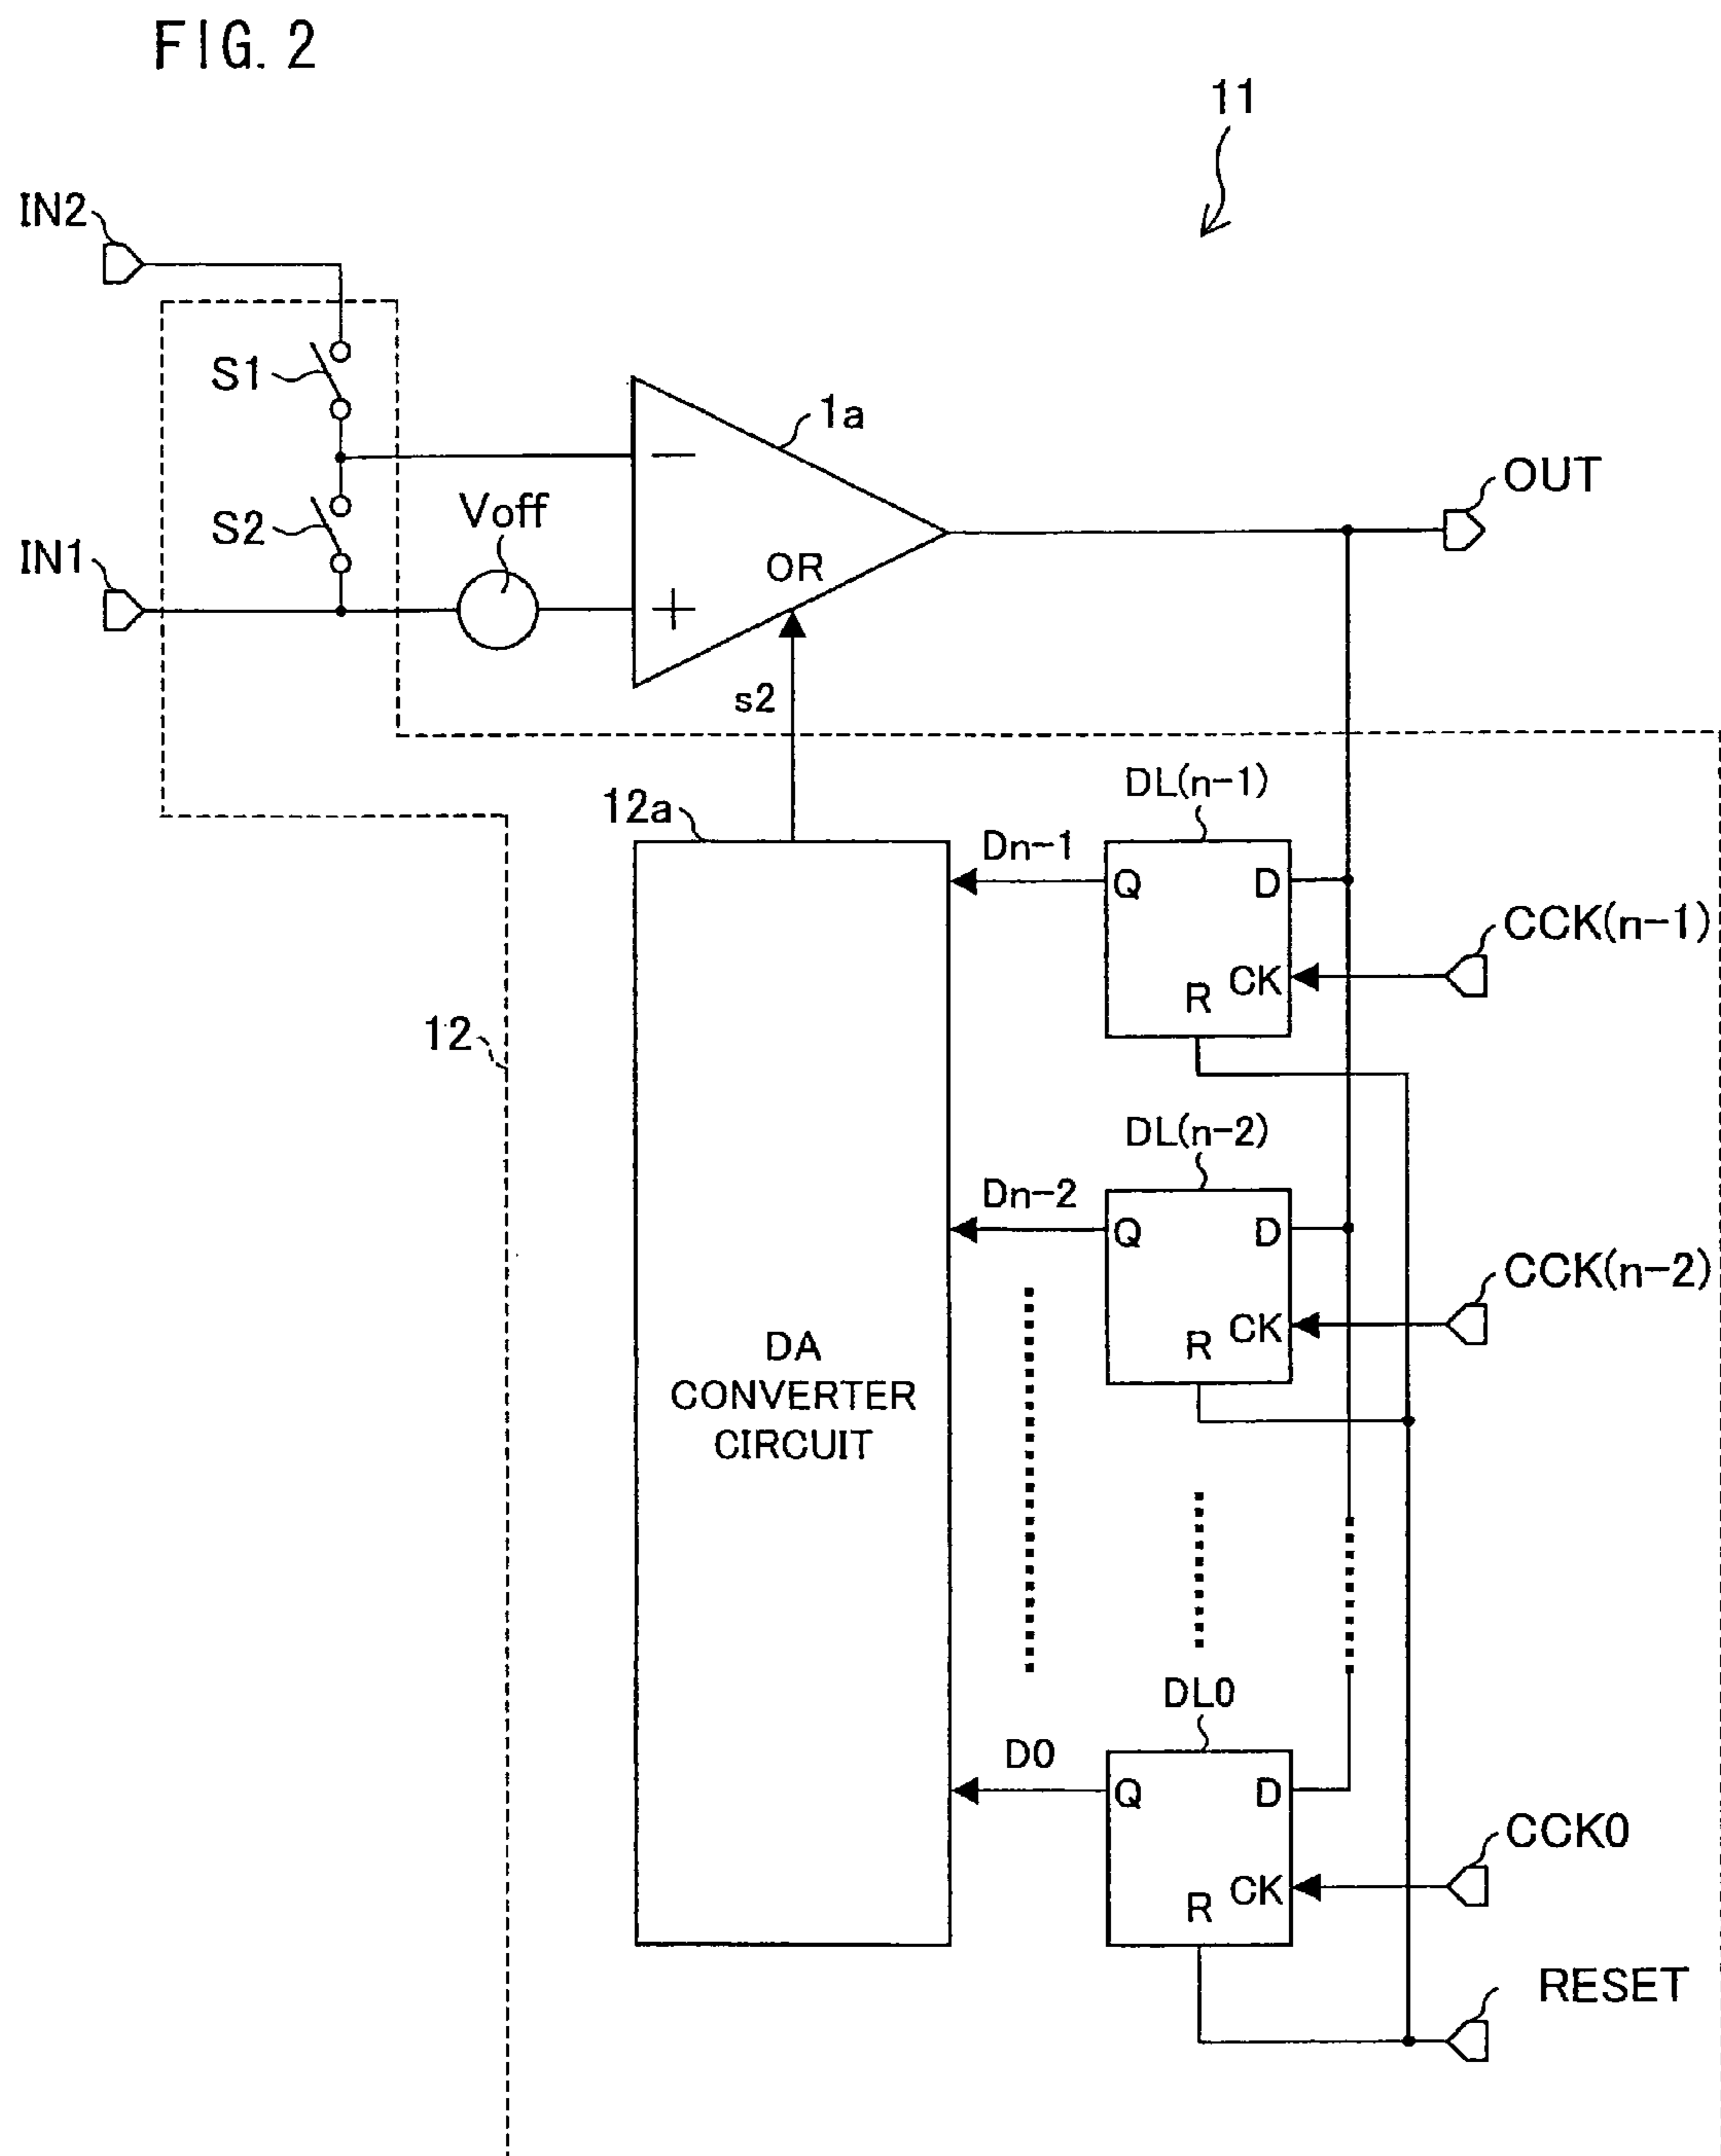 FIG. 2
11
IN2
S1
1a
OUT
S2
Voff
IN1
−
+
OR
s2
DL(n-1)
12a
Dn-1
Q
D
CCK(n-1)
R
CK
12
DL(n-2)
Dn-2
Q
D
CCK(n-2)
R
CK
DA
CONVERTER
CIRCUIT
DL0
D0
Q
D
CCK0
R
CK
RESET